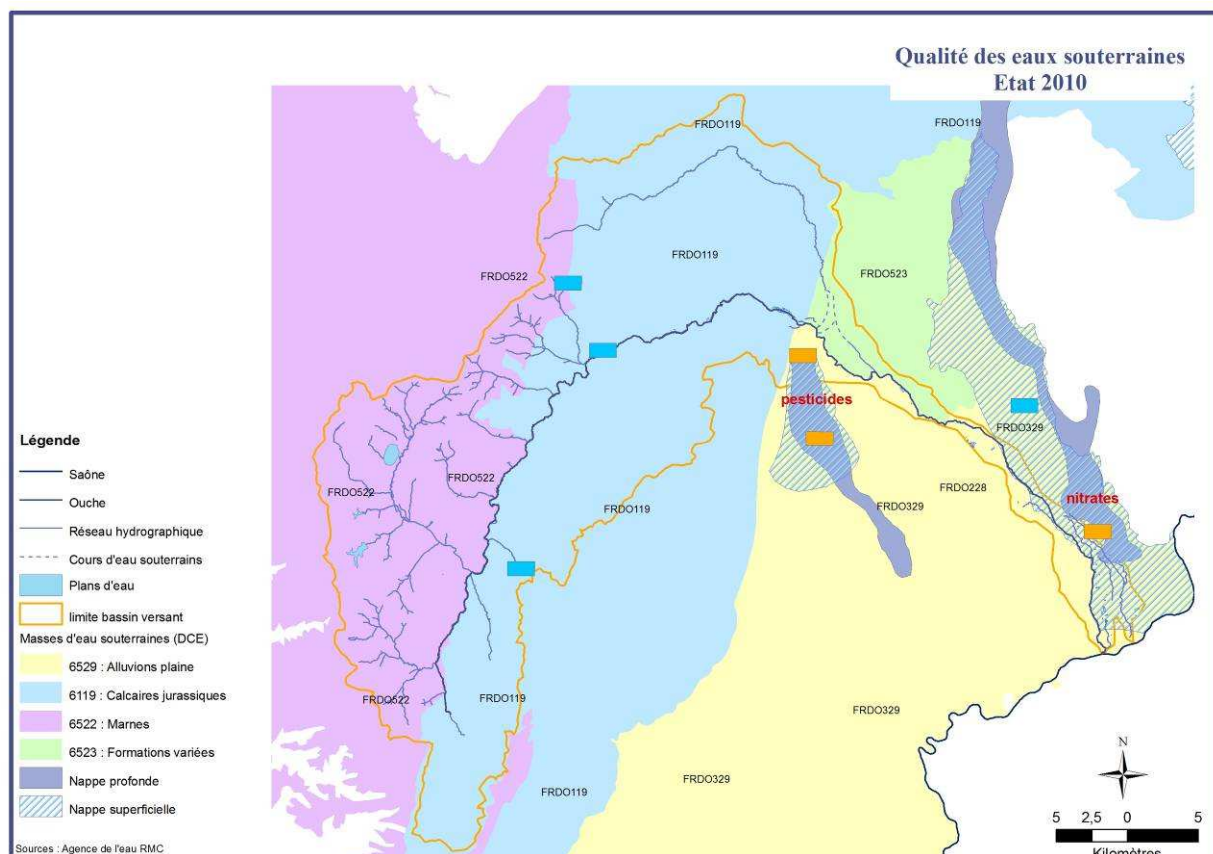 Qualité des eaux souterraines
Etat 2010
FRDO119
FRDO119
FRDO119
FRDO522
FRDO523
pesticides
FRDO329
FRDO522
FRDO522
FRDO228
nitrates
FRDO119
FRDO329
FRDO522
FRDO119
FRDO329
FRDO329
FRDO119
Légende
Saône
Ouche
Réseau hydrographique
Cours d'eau souterrains
Plans d'eau
limite bassin versant
Masses d'eau souterraines (DCE)
6529 : Alluvions plaine
6119 : Calcaires jurassiques
6522 : Marnes
6523 : Formations variées
Nappe profonde
Nappe superficielle
Sources : Agence de l'eau RMC
N
5 2,5 0 5
Kilomètres